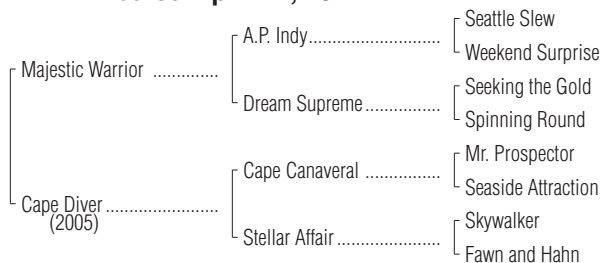 Seattle Slew
A.P. Indy
Weekend Surprise
Majestic Warrior
Seeking the Gold
Dream Supreme
Spinning Round
Mr. Prospector
Cape Canaveral
Seaside Attraction
Cape Diver
(2005)
Skywalker
Stellar Affair
Fawn and Hahn